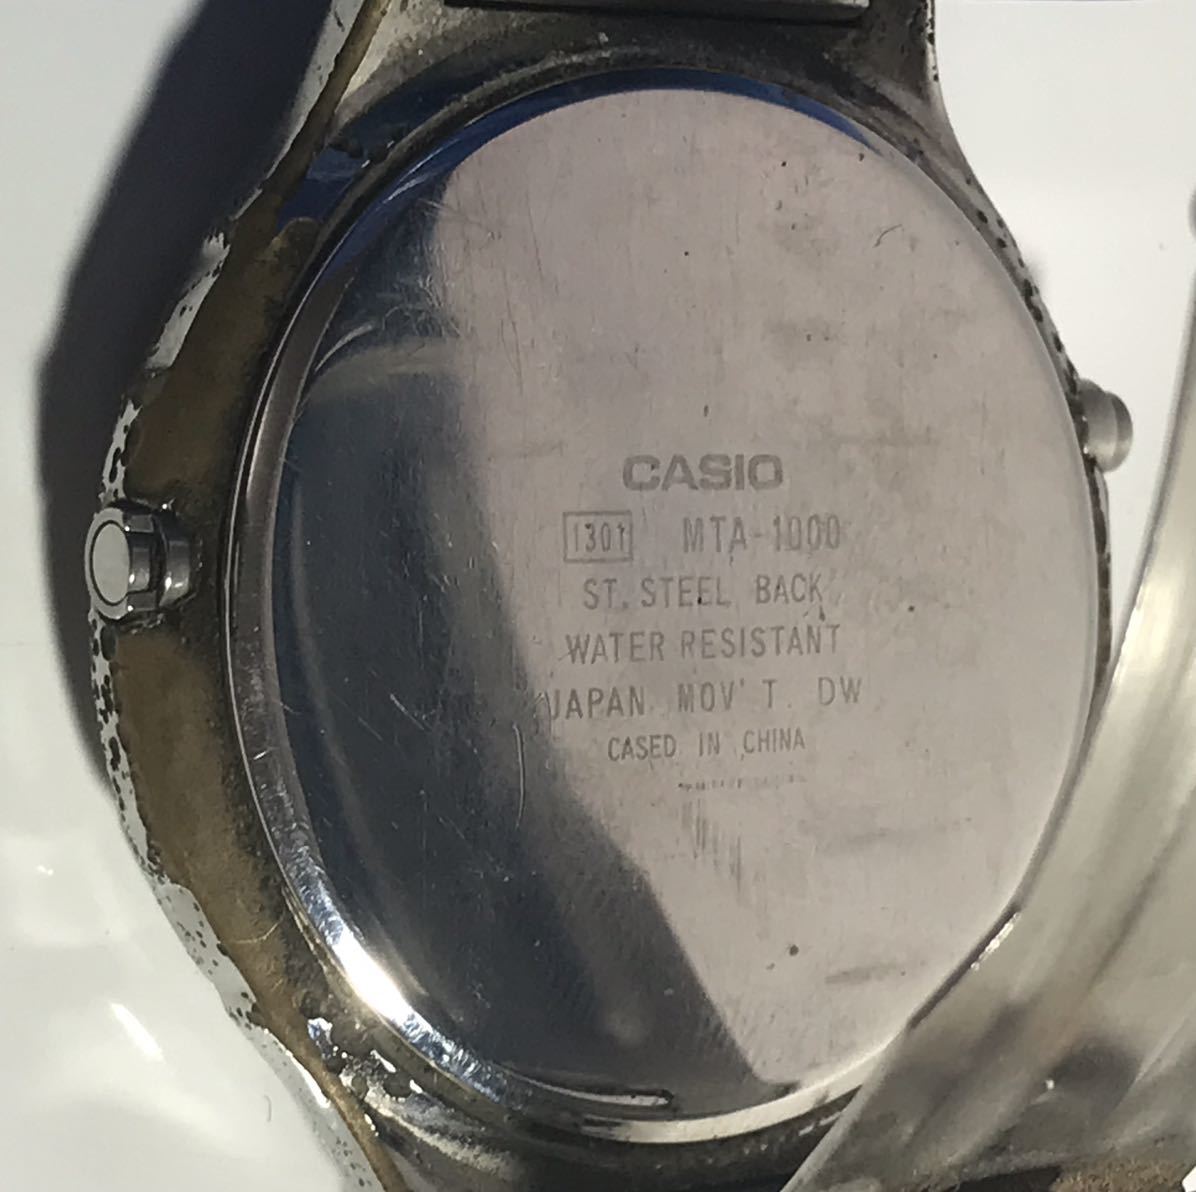 CASIO
1301 MTA-1000
ST. STEEL BACK
WATER RESISTANT
JAPAN MOV'T. DW
CASED IN CHINA